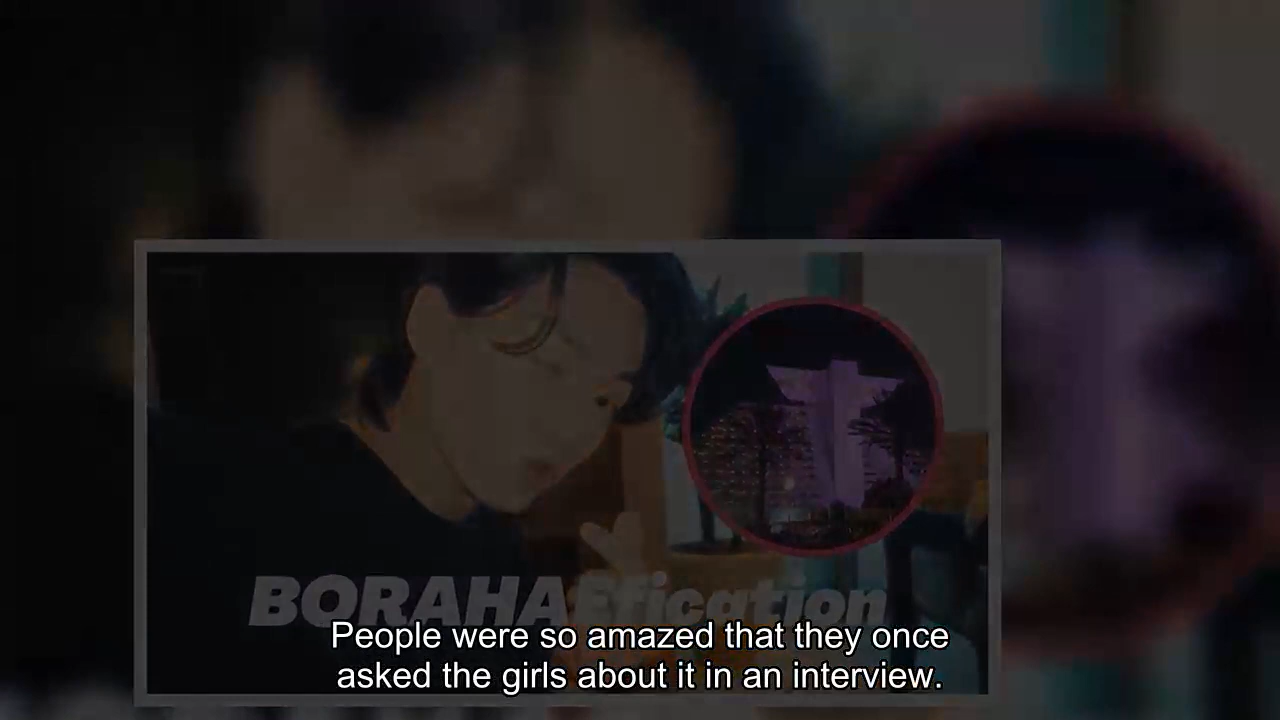 BORAHAEfication
People were so amazed that they once
asked the girls about it in an interview.